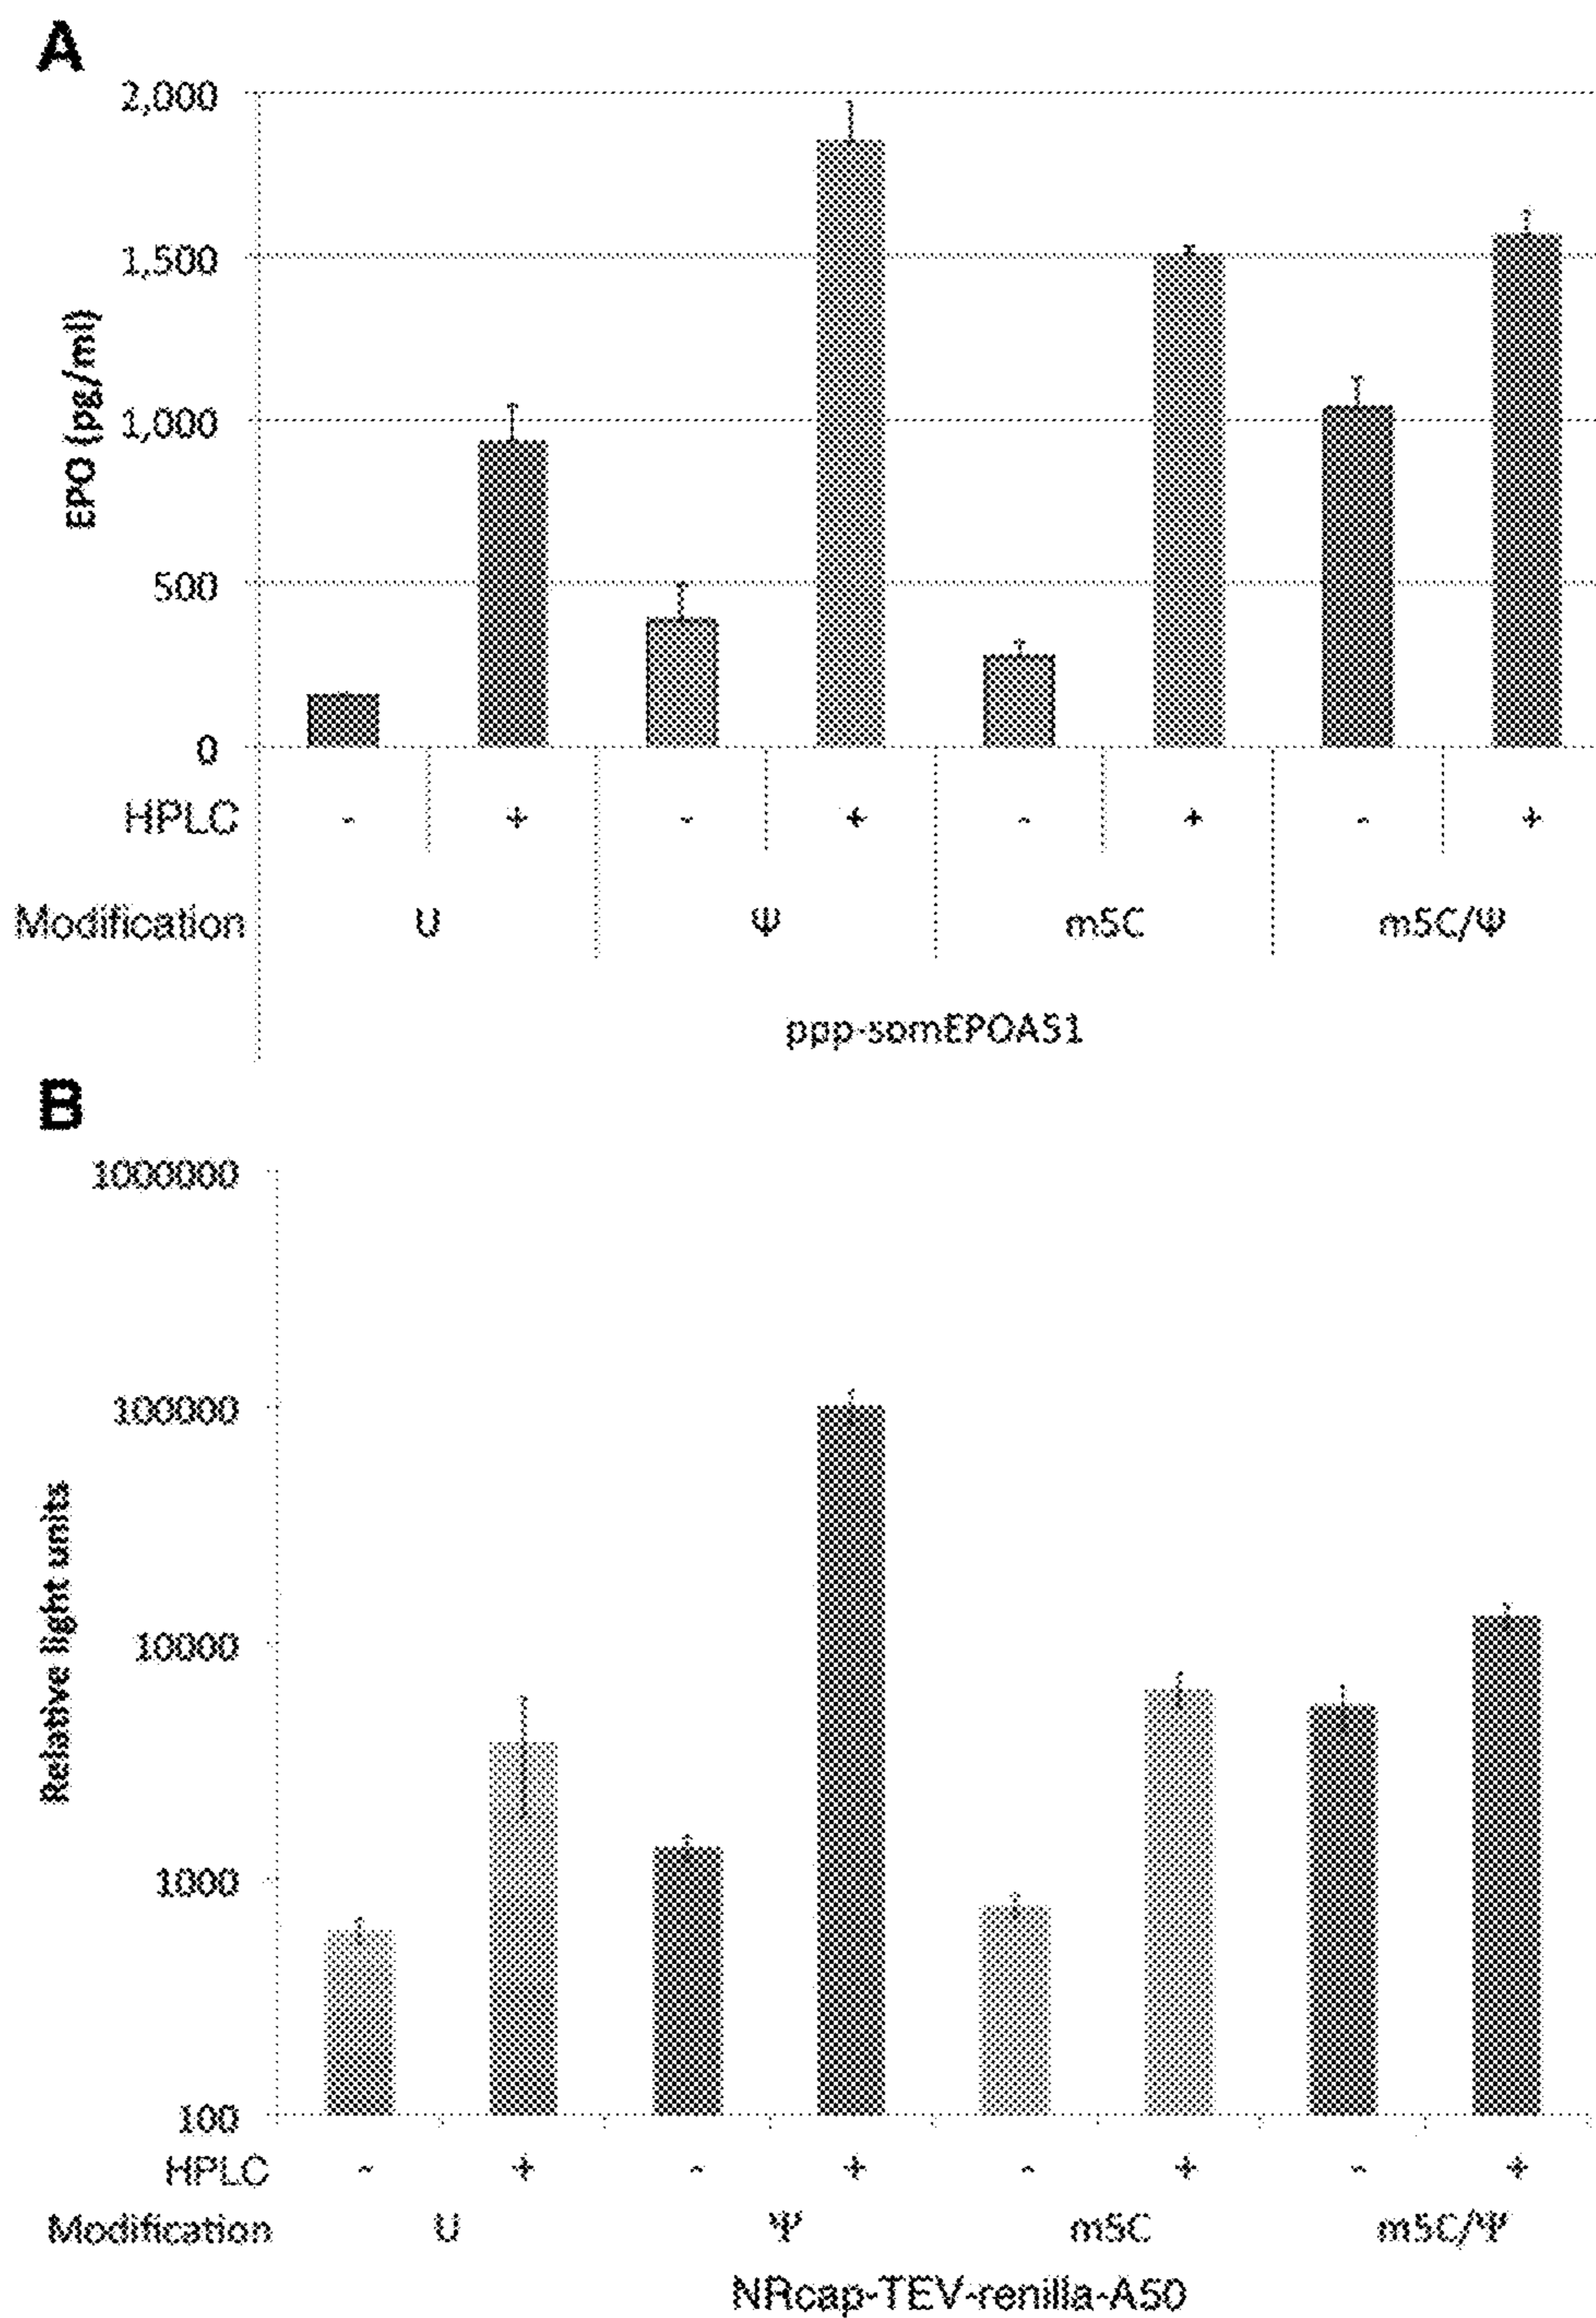 A
2,000
1,500
1,000
500
0
EPO (pg/ml)
HPLC - + - + - + - +
Modification U Ψ m5C m5C/Ψ
ppp-somEPOAS1
B
1000000
100000
10000
1000
100
Relative light units
HPLC - + - + - + - +
Modification U Ψ m5C m5C/Ψ
NRcap-TEV-renilla-A50